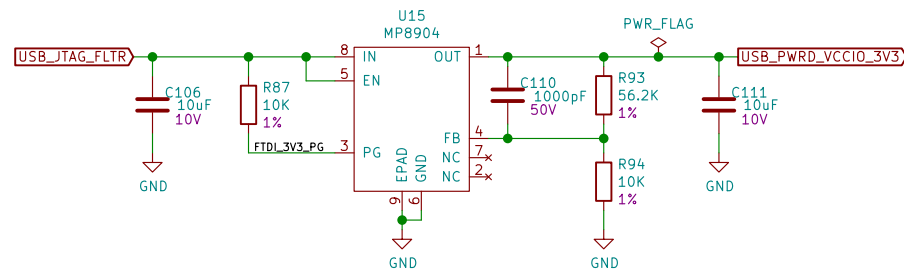 U15
MP8904
PWR_FLAG
USB_JTAG_FLTR
8
IN
OUT
1
USB_PWRD_VCCIO_3V3
5
EN
C106
10uF
10V
R87
10K
1%
C110
1000pF
50V
R93
56.2K
1%
C111
10uF
10V
FTDI_3V3_PG
3
PG
FB
4
NC
7
NC
2
EPAD
GND
9
6
R94
10K
1%
GND
GND
GND
GND